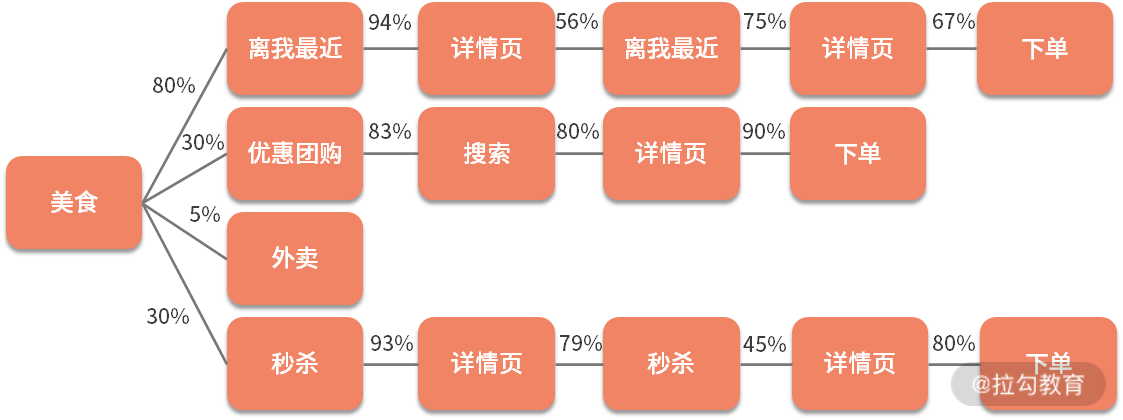 94%
56%
75%
67%
离我最近
详情页
离我最近
详情页
下单
80%
30%
83%
80%
90%
优惠团购
搜索
详情页
下单
美食
5%
外卖
30%
93%
79%
45%
80%
秒杀
详情页
秒杀
详情页
下单
@拉勾教育